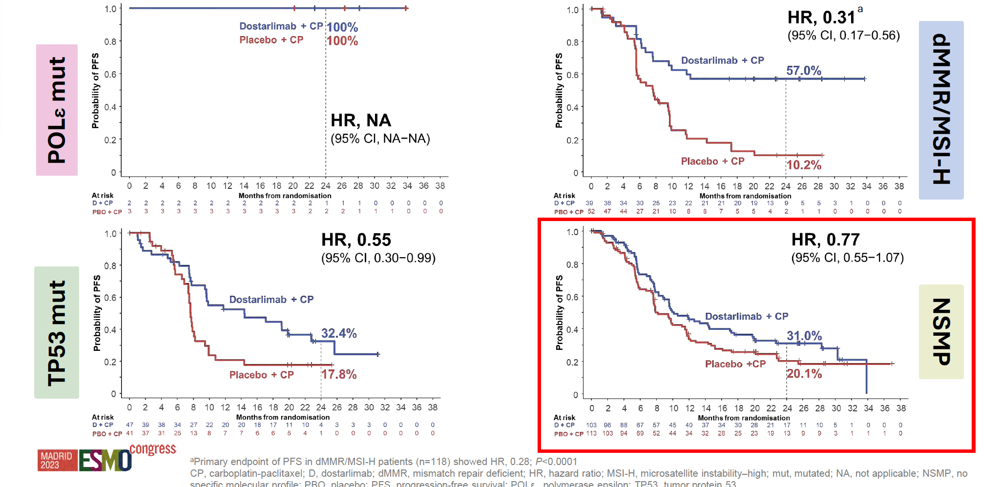 POLε mut
Probability of PFS
1.0
0.8
0.6
0.4
0.2
0
Dostarlimab + CP 100%
Placebo + CP 100%
HR, NA
(95% CI, NA–NA)
0 2 4 6 8 10 12 14 16 18 20 22 24 26 28 30 32 34 36 38
At risk
Months from randomisation
D + CP 2 2 2 2 2 2 2 2 2 2 2 2 1 1 1 0 0 0 0 0
PBO + CP 3 3 3 3 3 3 3 3 3 3 3 2 2 2 1 1 1 0 0 0
dMMR/MSI-H
Probability of PFS
1.0
0.8
0.6
0.4
0.2
0
HR, 0.31a
(95% CI, 0.17–0.56)
Dostarlimab + CP
57.0%
Placebo + CP
10.2%
0 2 4 6 8 10 12 14 16 18 20 22 24 26 28 30 32 34 36 38
At risk
Months from randomisation
D + CP 39 36 34 30 25 23 22 21 21 20 19 13 9 5 5 3 1 0 0 0
PBO + CP 52 47 44 27 21 10 8 8 7 5 5 4 2 1 1 0 0 0 0 0
TP53 mut
Probability of PFS
1.0
0.8
0.6
0.4
0.2
0
HR, 0.55
(95% CI, 0.30–0.99)
Dostarlimab + CP
32.4%
Placebo + CP
17.8%
0 2 4 6 8 10 12 14 16 18 20 22 24 26 28 30 32 34 36 38
At risk
Months from randomisation
D + CP 47 39 38 34 27 22 20 20 18 17 11 10 4 3 3 3 0 0 0 0
PBO + CP 41 37 31 25 13 8 7 7 6 6 5 4 1 0 0 0 0 0 0 0
NSMP
Probability of PFS
1.0
0.8
0.6
0.4
0.2
0
HR, 0.77
(95% CI, 0.55–1.07)
Dostarlimab + CP
31.0%
Placebo +CP
20.1%
0 2 4 6 8 10 12 14 16 18 20 22 24 26 28 30 32 34 36 38
At risk
Months from randomisation
D + CP 103 96 88 67 57 45 40 37 34 30 28 21 17 11 10 5 1 0 0 0
PBO + CP 113 103 94 69 52 44 34 32 28 25 23 19 13 9 9 3 1 1 1 0
MADRID
2023
ESMO congress
aPrimary endpoint of PFS in dMMR/MSI-H patients (n=118) showed HR, 0.28; P<0.0001
CP, carboplatin-paclitaxel; D, dostarlimab; dMMR, mismatch repair deficient; HR, hazard ratio; MSI-H, microsatellite instability–high; mut, mutated; NA, not applicable; NSMP, no
specific molecular profile; PBO, placebo; PFS, progression-free survival; POLε, polymerase epsilon; TP53, tumor protein 53